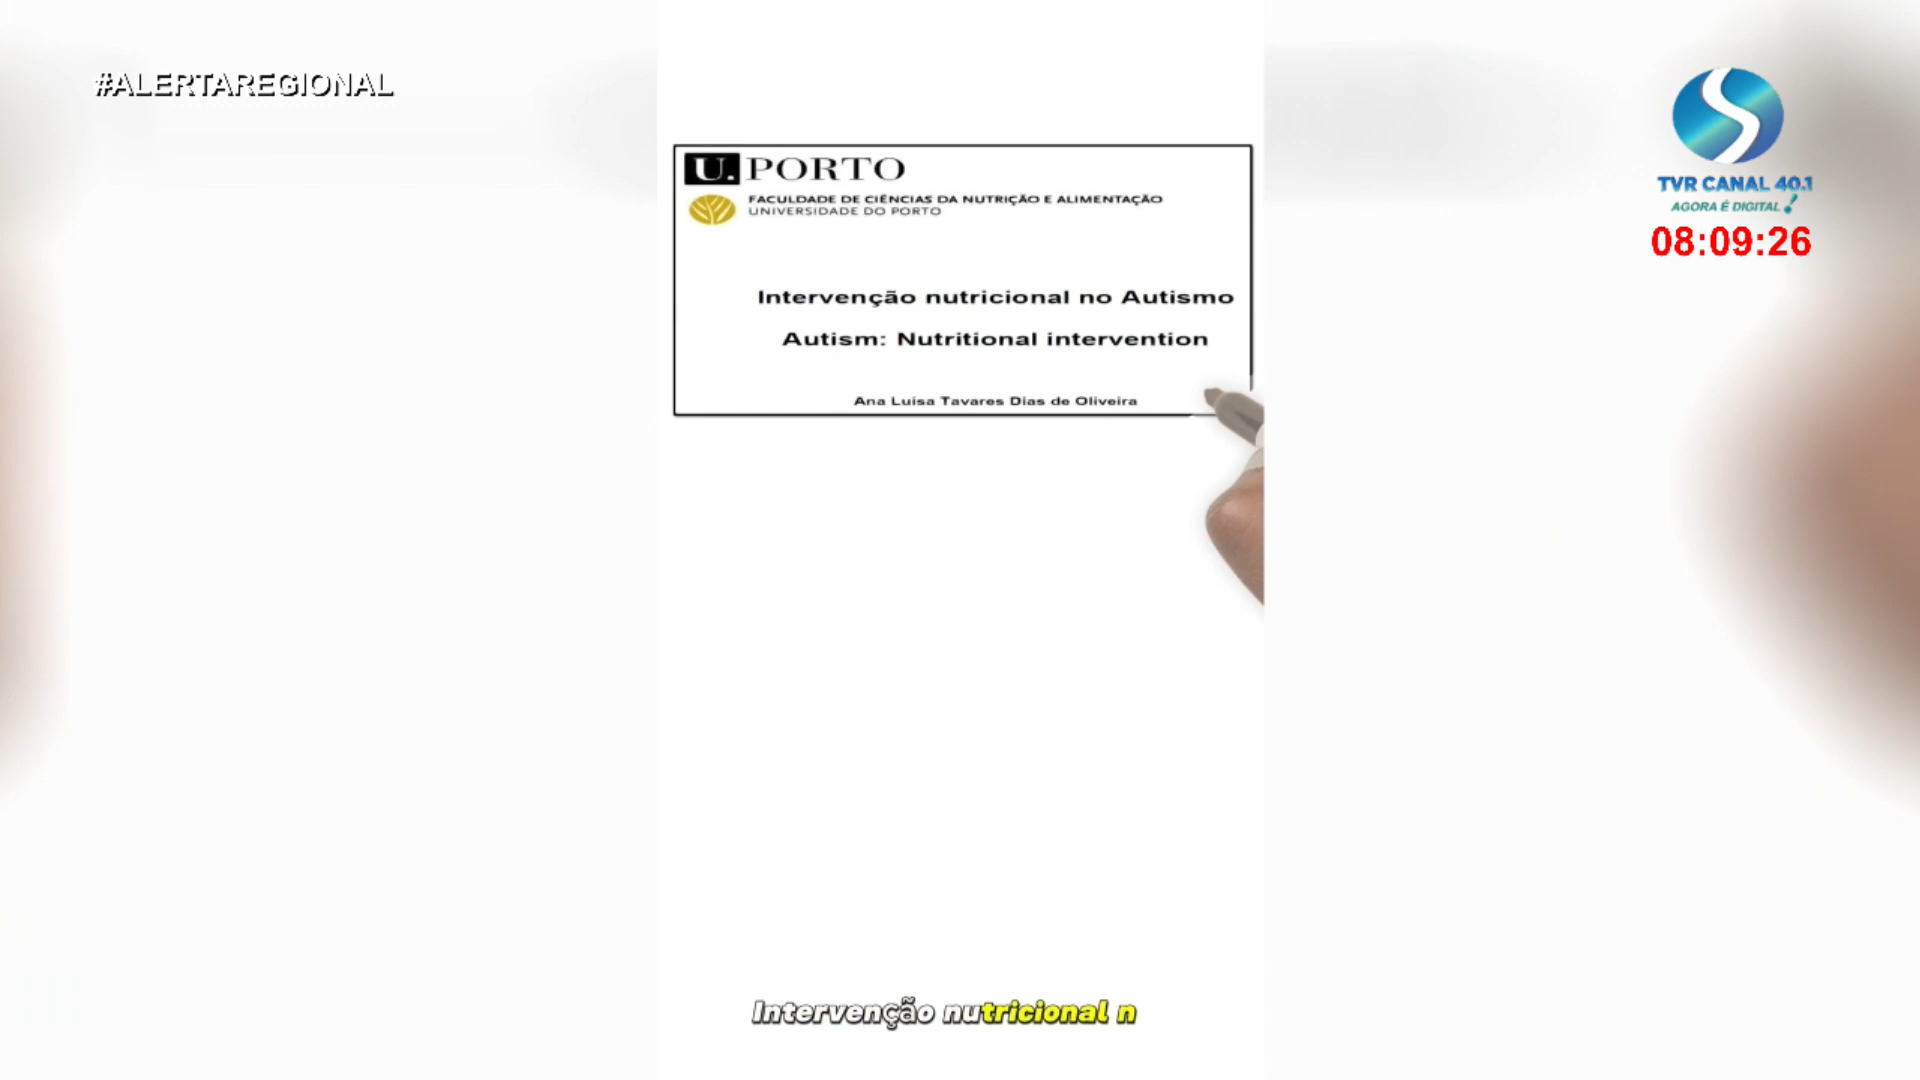 #ALERTAREGIONAL
TVR CANAL 40.1
AGORA É DIGITAL!
08:09:26
U. PORTO
FACULDADE DE CIÊNCIAS DA NUTRIÇÃO E ALIMENTAÇÃO
UNIVERSIDADE DO PORTO
Intervenção nutricional no Autismo
Autism: Nutritional intervention
Ana Luísa Tavares Dias de Oliveira
Intervenção nutricional n